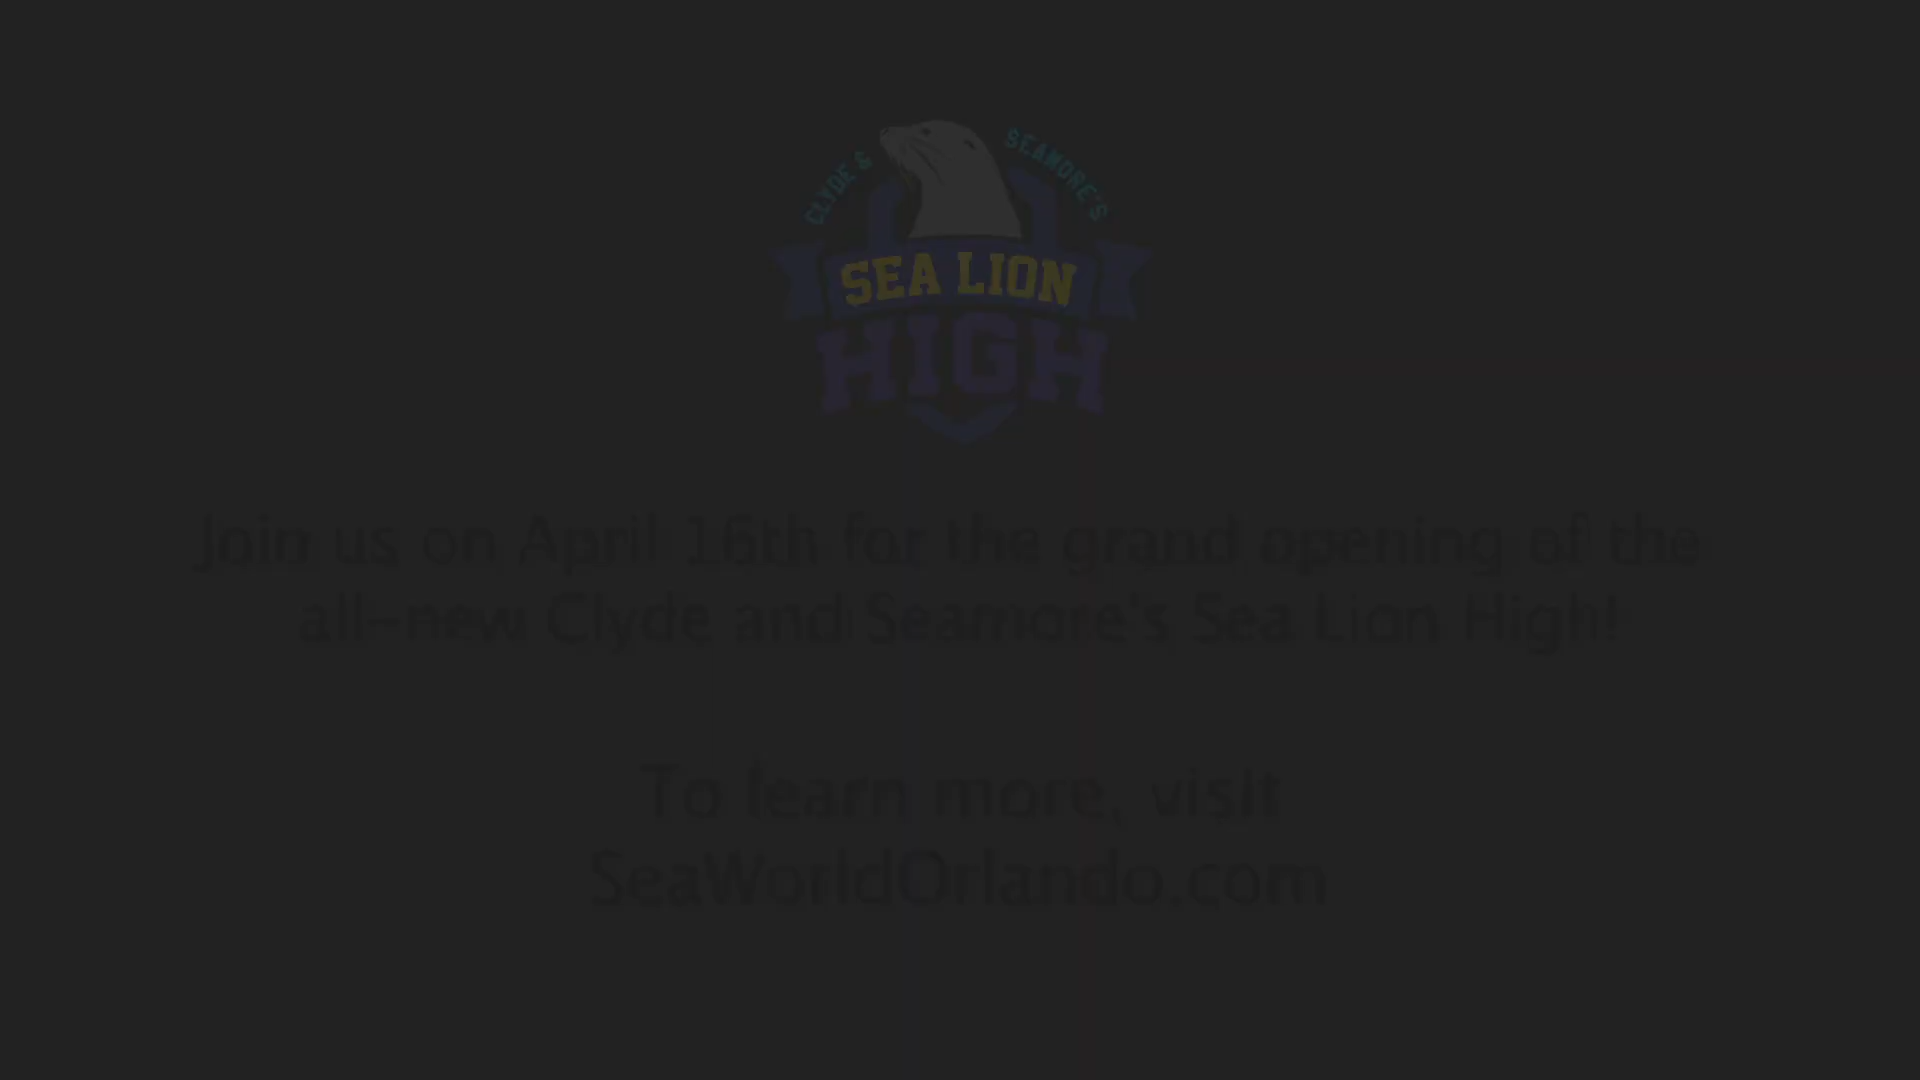 CLYDE & SEAMORE'S
SEA LION
HIGH
Join us on April 16th for the grand opening of the
all-new Clyde and Seamore's Sea Lion High!
To learn more, visit
SeaWorldOrlando.com